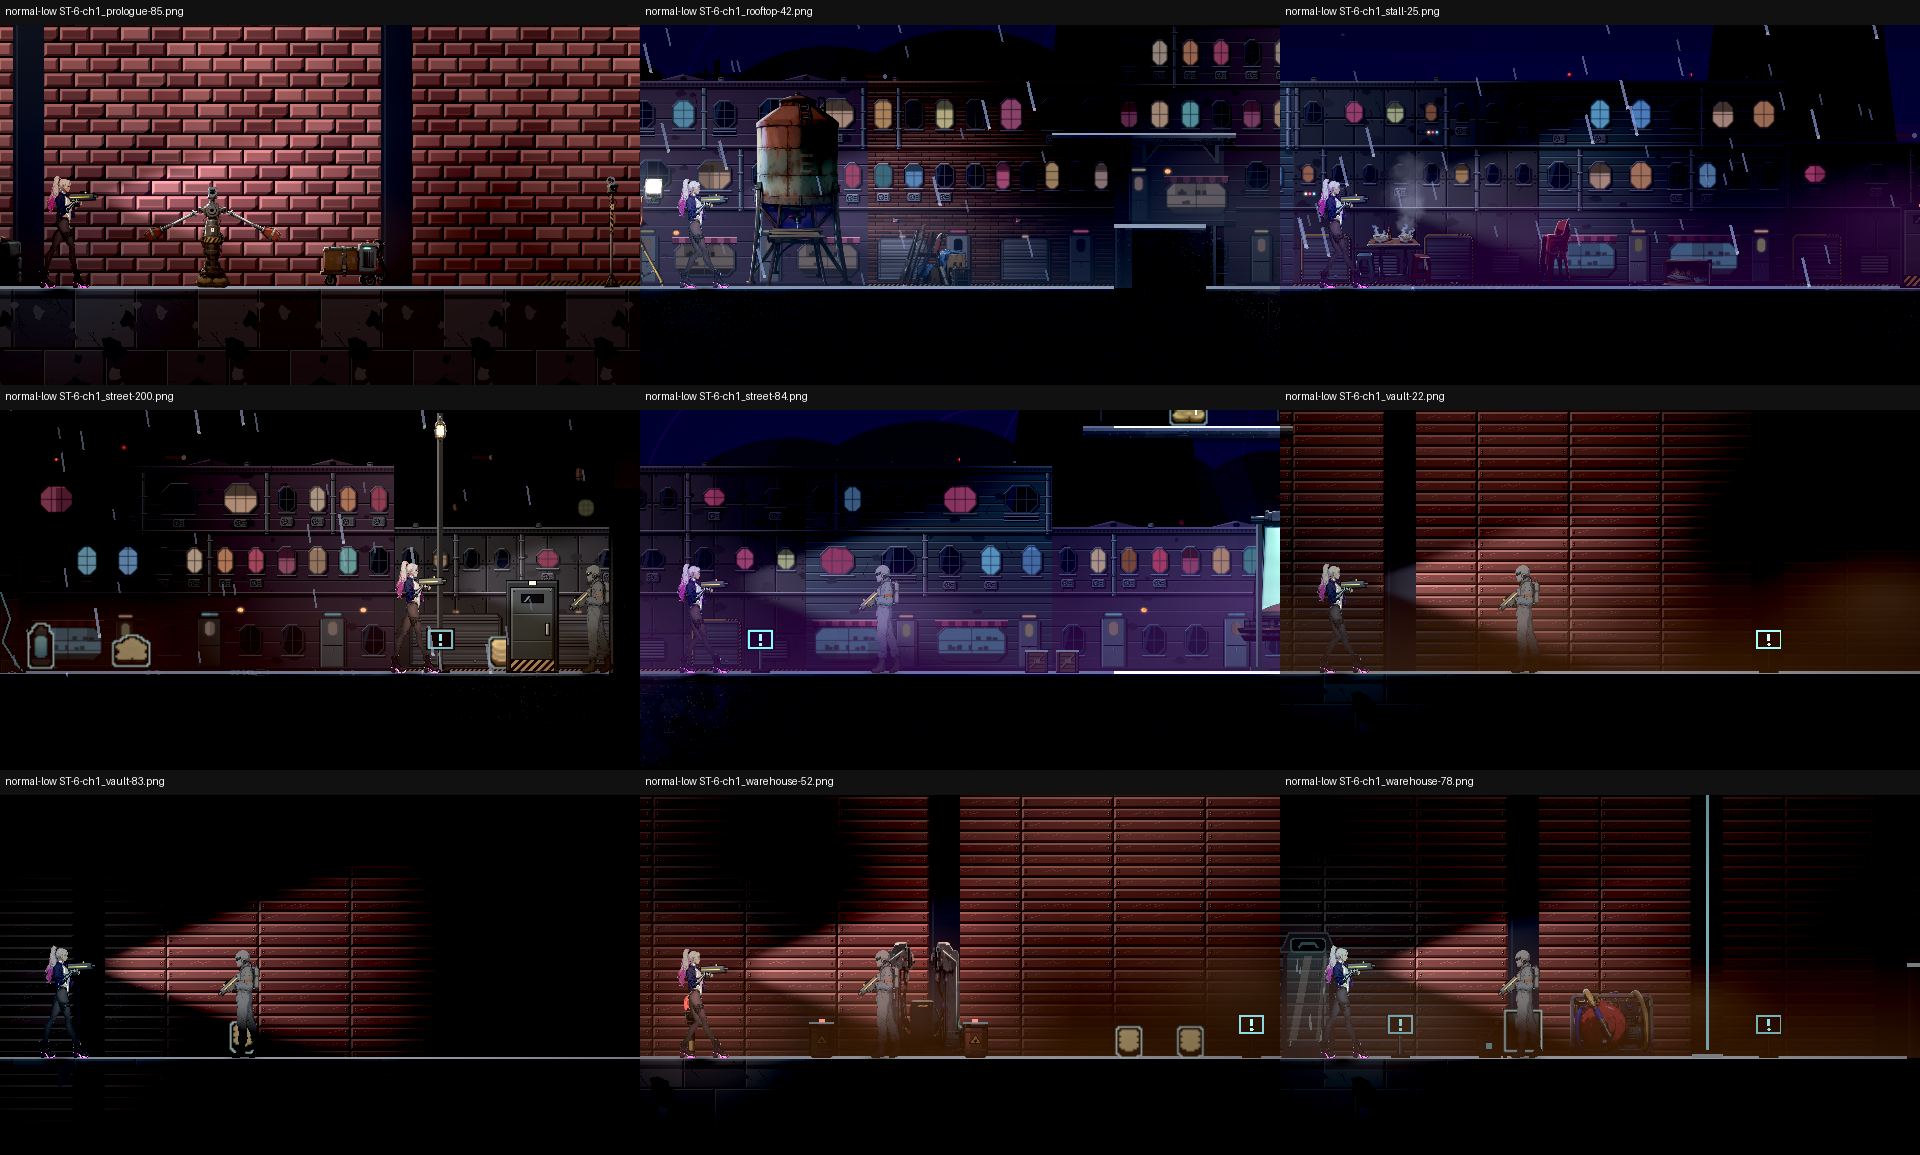 normal-low ST-6-ch1_prologue-85.png
normal-low ST-6-ch1_rooftop-42.png
normal-low ST-6-ch1_stall-25.png
normal-low ST-6-ch1_street-200.png
normal-low ST-6-ch1_street-84.png
normal-low ST-6-ch1_vault-22.png
!
!
!
normal-low ST-6-ch1_vault-83.png
normal-low ST-6-ch1_warehouse-52.png
normal-low ST-6-ch1_warehouse-78.png
!
!
!